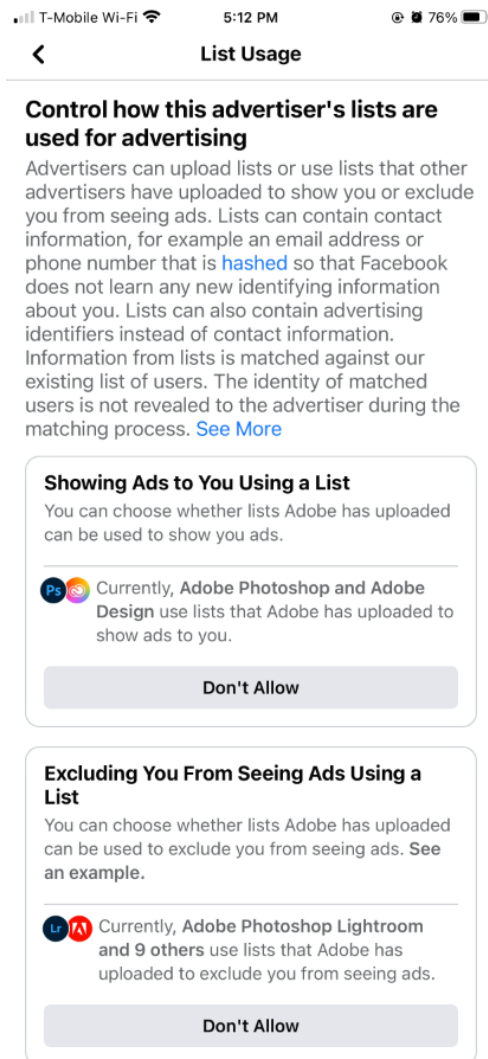 T-Mobile Wi-Fi 5:12 PM 76%
List Usage
Control how this advertiser's lists are
used for advertising
Advertisers can upload lists or use lists that other
advertisers have uploaded to show you or exclude
you from seeing ads. Lists can contain contact
information, for example an email address or
phone number that is hashed so that Facebook
does not learn any new identifying information
about you. Lists can also contain advertising
identifiers instead of contact information.
Information from lists is matched against our
existing list of users. The identity of matched
users is not revealed to the advertiser during the
matching process. See More
Showing Ads to You Using a List
You can choose whether lists Adobe has uploaded
can be used to show you ads.
Ps Currently, Adobe Photoshop and Adobe
Design use lists that Adobe has uploaded to
show ads to you.
Don't Allow
Excluding You From Seeing Ads Using a
List
You can choose whether lists Adobe has uploaded
can be used to exclude you from seeing ads. See
an example.
Lr Currently, Adobe Photoshop Lightroom
and 9 others use lists that Adobe has
uploaded to exclude you from seeing ads.
Don't Allow